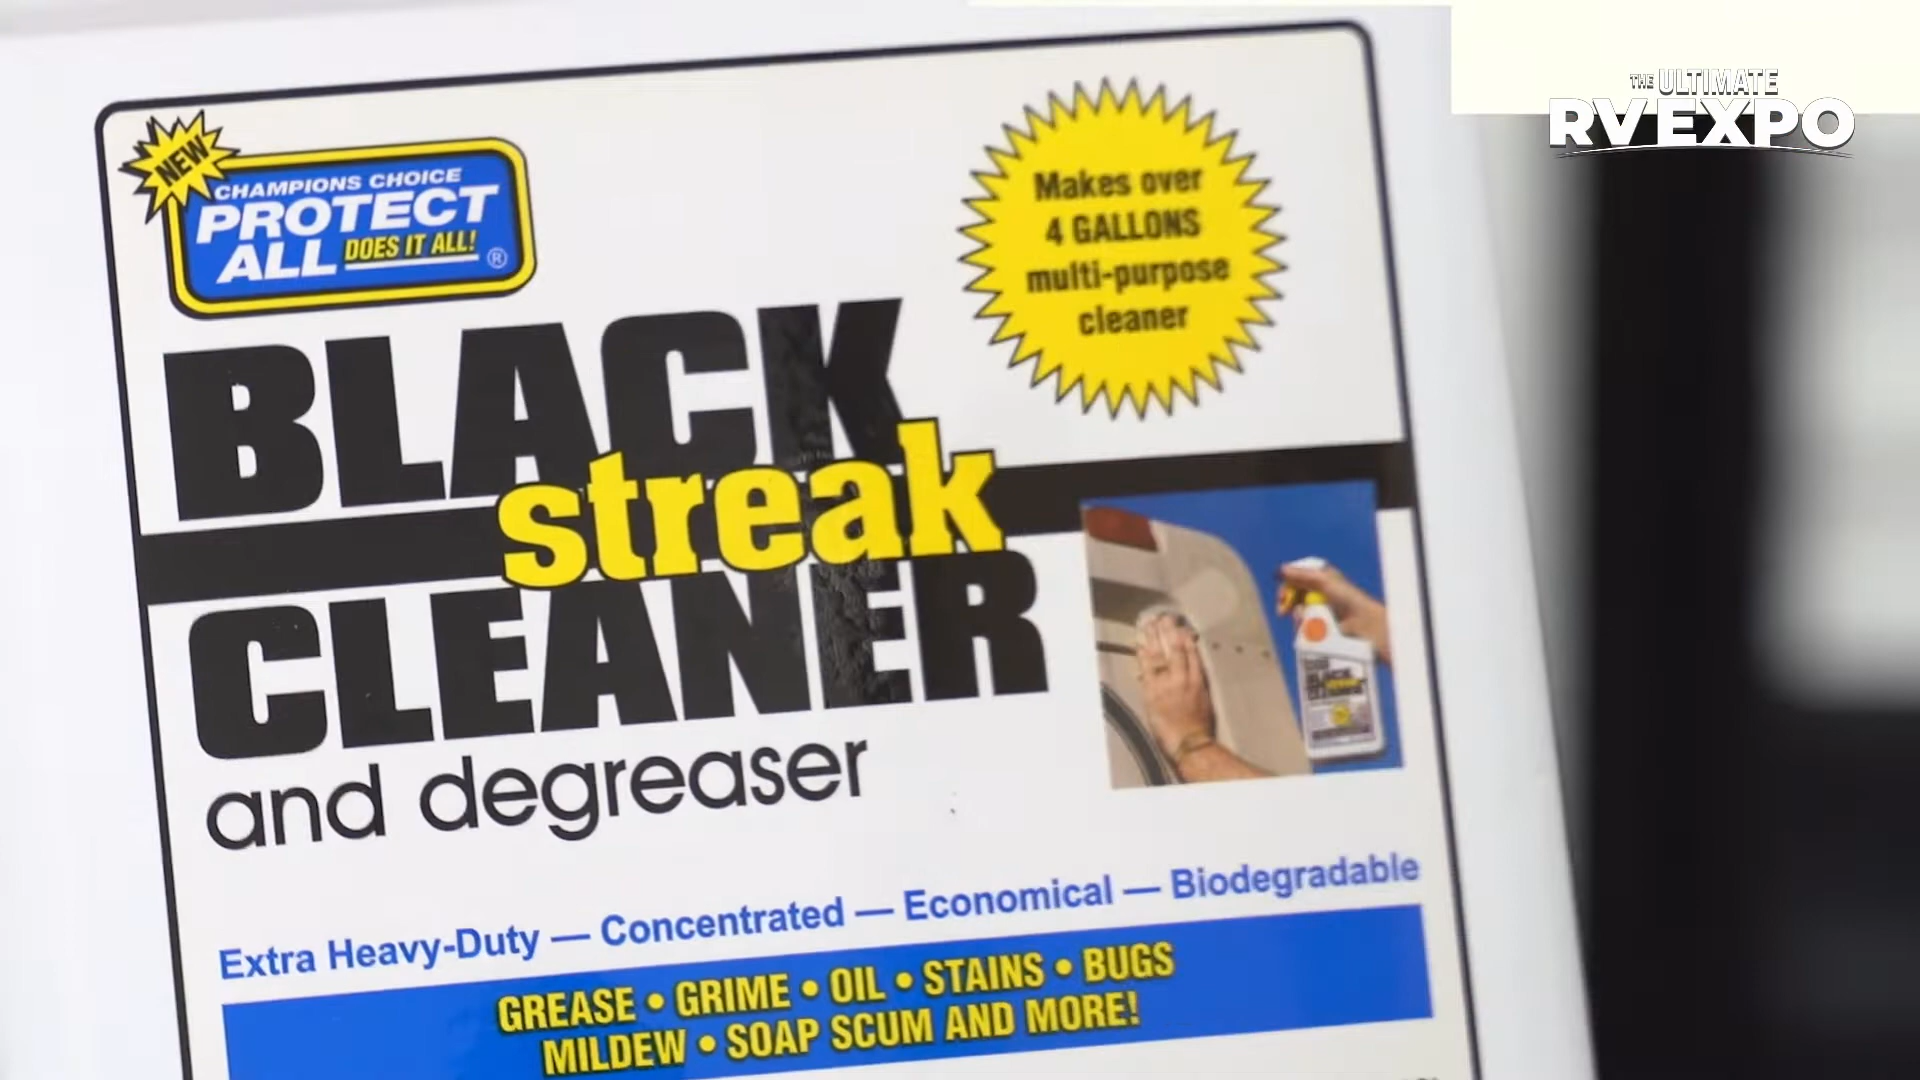 THE ULTIMATE
RV EXPO
NEW
CHAMPIONS CHOICE
PROTECT
ALL DOES IT ALL!
®
Makes over
4 GALLONS
multi-purpose
cleaner
BLACK
streak
CLEANER
and degreaser
Extra Heavy-Duty — Concentrated — Economical — Biodegradable
GREASE • GRIME • OIL • STAINS • BUGS
MILDEW • SOAP SCUM AND MORE!